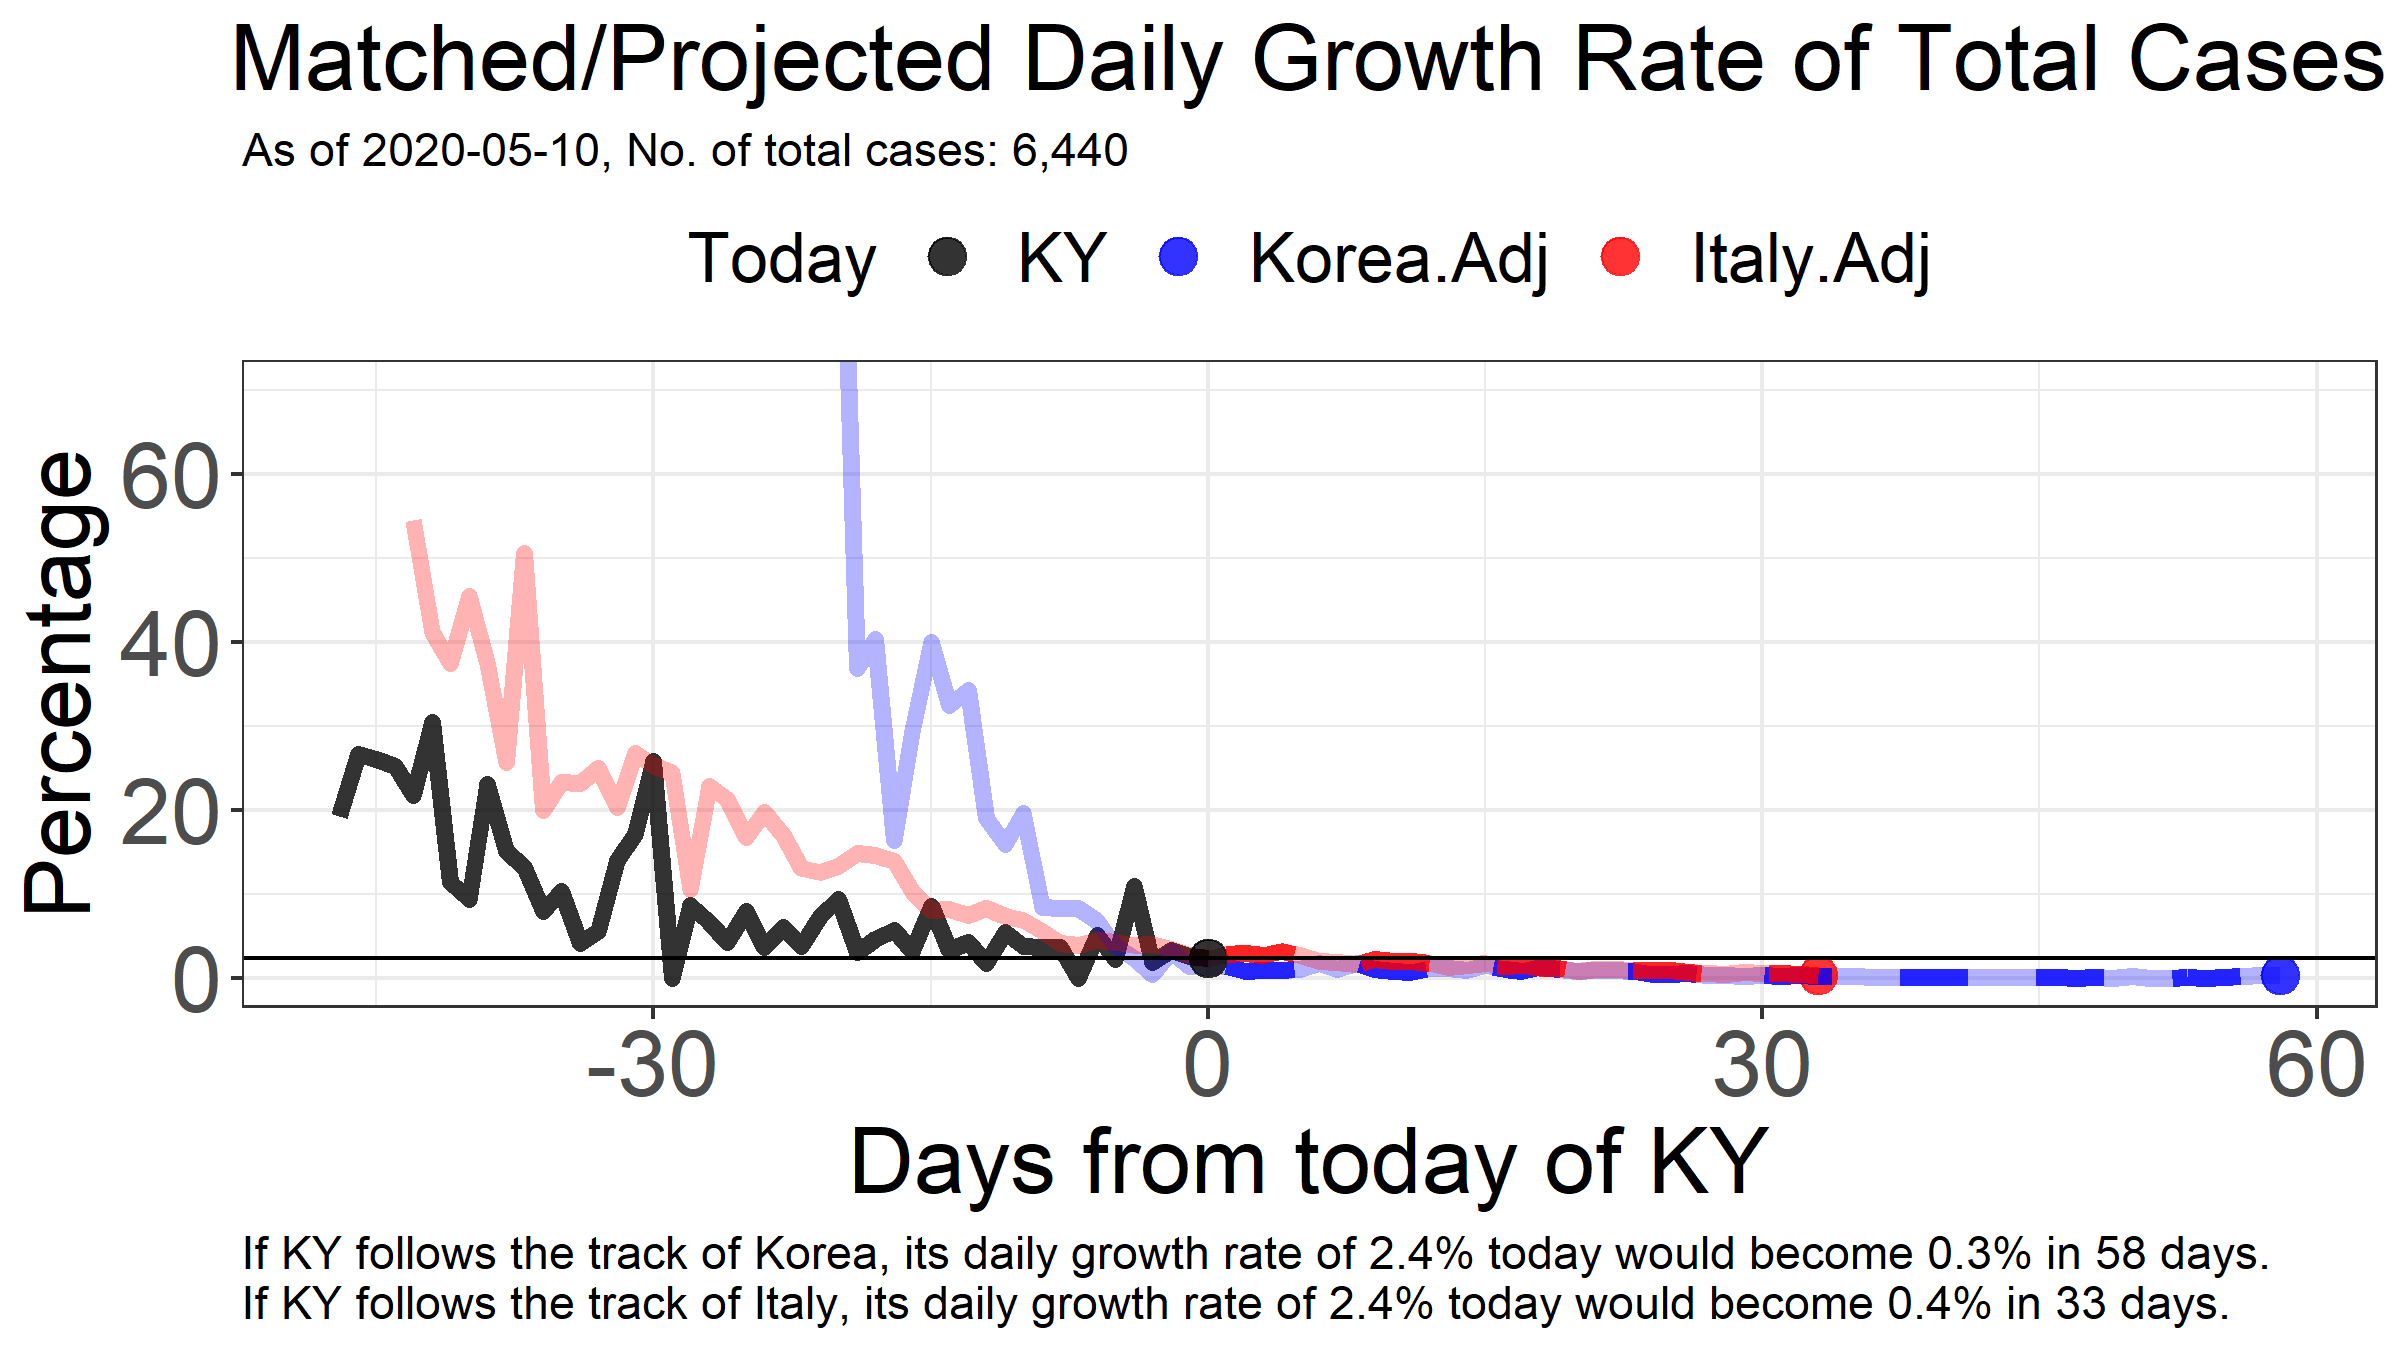 Matched/Projected Daily Growth Rate of Total Cases
As of 2020-05-10, No. of total cases: 6,440
Today KY Korea.Adj Italy.Adj
Percentage
60
40
20
0
-30 0 30 60
Days from today of KY
If KY follows the track of Korea, its daily growth rate of 2.4% today would become 0.3% in 58 days.
If KY follows the track of Italy, its daily growth rate of 2.4% today would become 0.4% in 33 days.